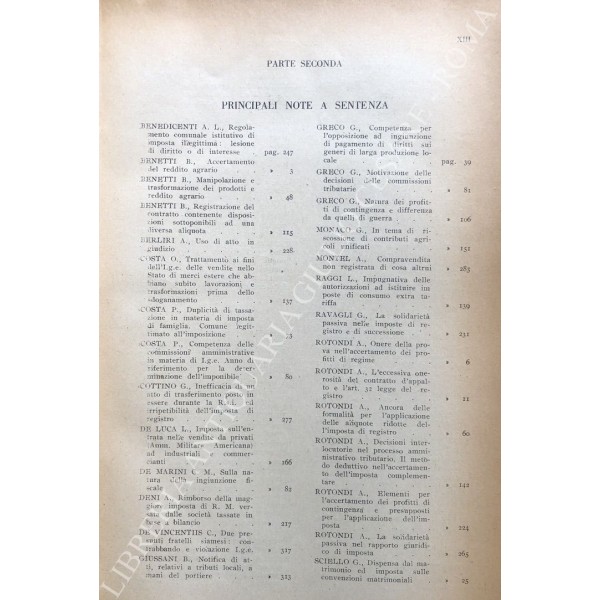 XIII
PARTE SECONDA
PRINCIPALI NOTE A SENTENZA
BENEDICENTI A. L., Regola-
mento comunale istitutivo di
imposta illegittima: lesione
di diritto o di interesse . pag. 247
BENETTI B., Accertamento
del reddito agrario . . » 3
BENETTI B., Manipolazione e
trasformazione dei prodotti e
reddito agrario . . . » 48
BENETTI B., Registrazione del
contratto contenente disposi-
zioni sottoponibili ad una
diversa aliquota . . » 115
BERLIRI A., Uso di atto in
giudizio . . . . » 228
COSTA O., Trattamento ai fini
dell'I.g.e. delle vendite nello
Stato di merci estere che ab-
biano subito lavorazioni e
trasformazioni prima dello
sdoganamento . . . » 137
COSTA P., Duplicità di tassa-
zione in materia di imposta
di famiglia. Comune legit-
timato all'imposizione . »
COSTA P., Competenza delle
commissioni amministrative
in materia di I.g.e. Anno di
riferimento per la deter-
minazione dell'imponibile . » 80
COTTINO G., Inefficacia di
atto di trasferimento posto in
essere durante la R.s.i. ed
irripetibilità dell'imposta di
registro . . . . » 277
DE LUCA L., Imposta sull'en-
trata nelle vendite da privati
(Amm. Militare Americana)
ad industriali e commer-
cianti . . . . » 266
DE MARINI C. M., Sulla na-
tura della ingiunzione fi-
scale . . . . » 82
DENI A., Rimborso della mag-
giore imposta di R. M. ver-
sata dalle società tassate in
base a bilancio . . » 217
DE VINCENTIIS C., Due pre-
sunti fratelli siamesi: con-
trabbando e violazione I.g.e. » 317
GIUSSANI B., Notifica di at-
ti, relativi a tributi locali, a
mani del portiere . . » 323
GRECO G., Competenza per
l'opposizione ad ingiunzione
di pagamento di diritti sui
generi di larga produzione lo-
cale . . . . pag. 39
GRECO G., Motivazione delle
decisioni delle commissioni
tributarie . . . . » 81
GRECO G., Natura dei profit-
ti di contingenza e differenza
da quelli di guerra . . » 106
MONACO G., In tema di ri-
scossione di contributi agri-
coli unificati . . . » 151
MONTEL A., Compravendita
non registrata di cosa altrui » 283
RAGGI L., Impugnativa delle
autorizzazioni ad istituire im-
poste di consumo extra ta-
riffa . . . . » 139
RAVAGLI G., La solidarietà
passiva nelle imposte di re-
gistro e di successione . » 231
ROTONDI A., Onere della pro-
va nell'accertamento dei pro-
fitti di regime . . . » 6
ROTONDI A., L'eccessiva one-
rosità del contratto d'appal-
to e l'art. 32 legge del re-
gistro . . . . » 21
ROTONDI A., Ancora delle
formalità per l'applicazione
delle aliquote ridotte del-
l'imposta di registro . » 60
ROTONDI A., Decisioni inter-
locutorie nel processo ammi-
nistrativo tributario. Il me-
todo deduttivo nell'accertamen-
to dell'imposta complemen-
tare . . . . » 142
ROTONDI A., Elementi per
l'accertamento dei profitti di
contingenza e presupposti
per l'applicazione dell'im-
posta . . . . » 224
ROTONDI A., La solidarietà
passiva nel rapporto giuridi-
co di imposta . . . » 265
SCIELLO G., Dispensa dal ma-
trimonio ed imposta sulle
convenzioni matrimoniali . » 25